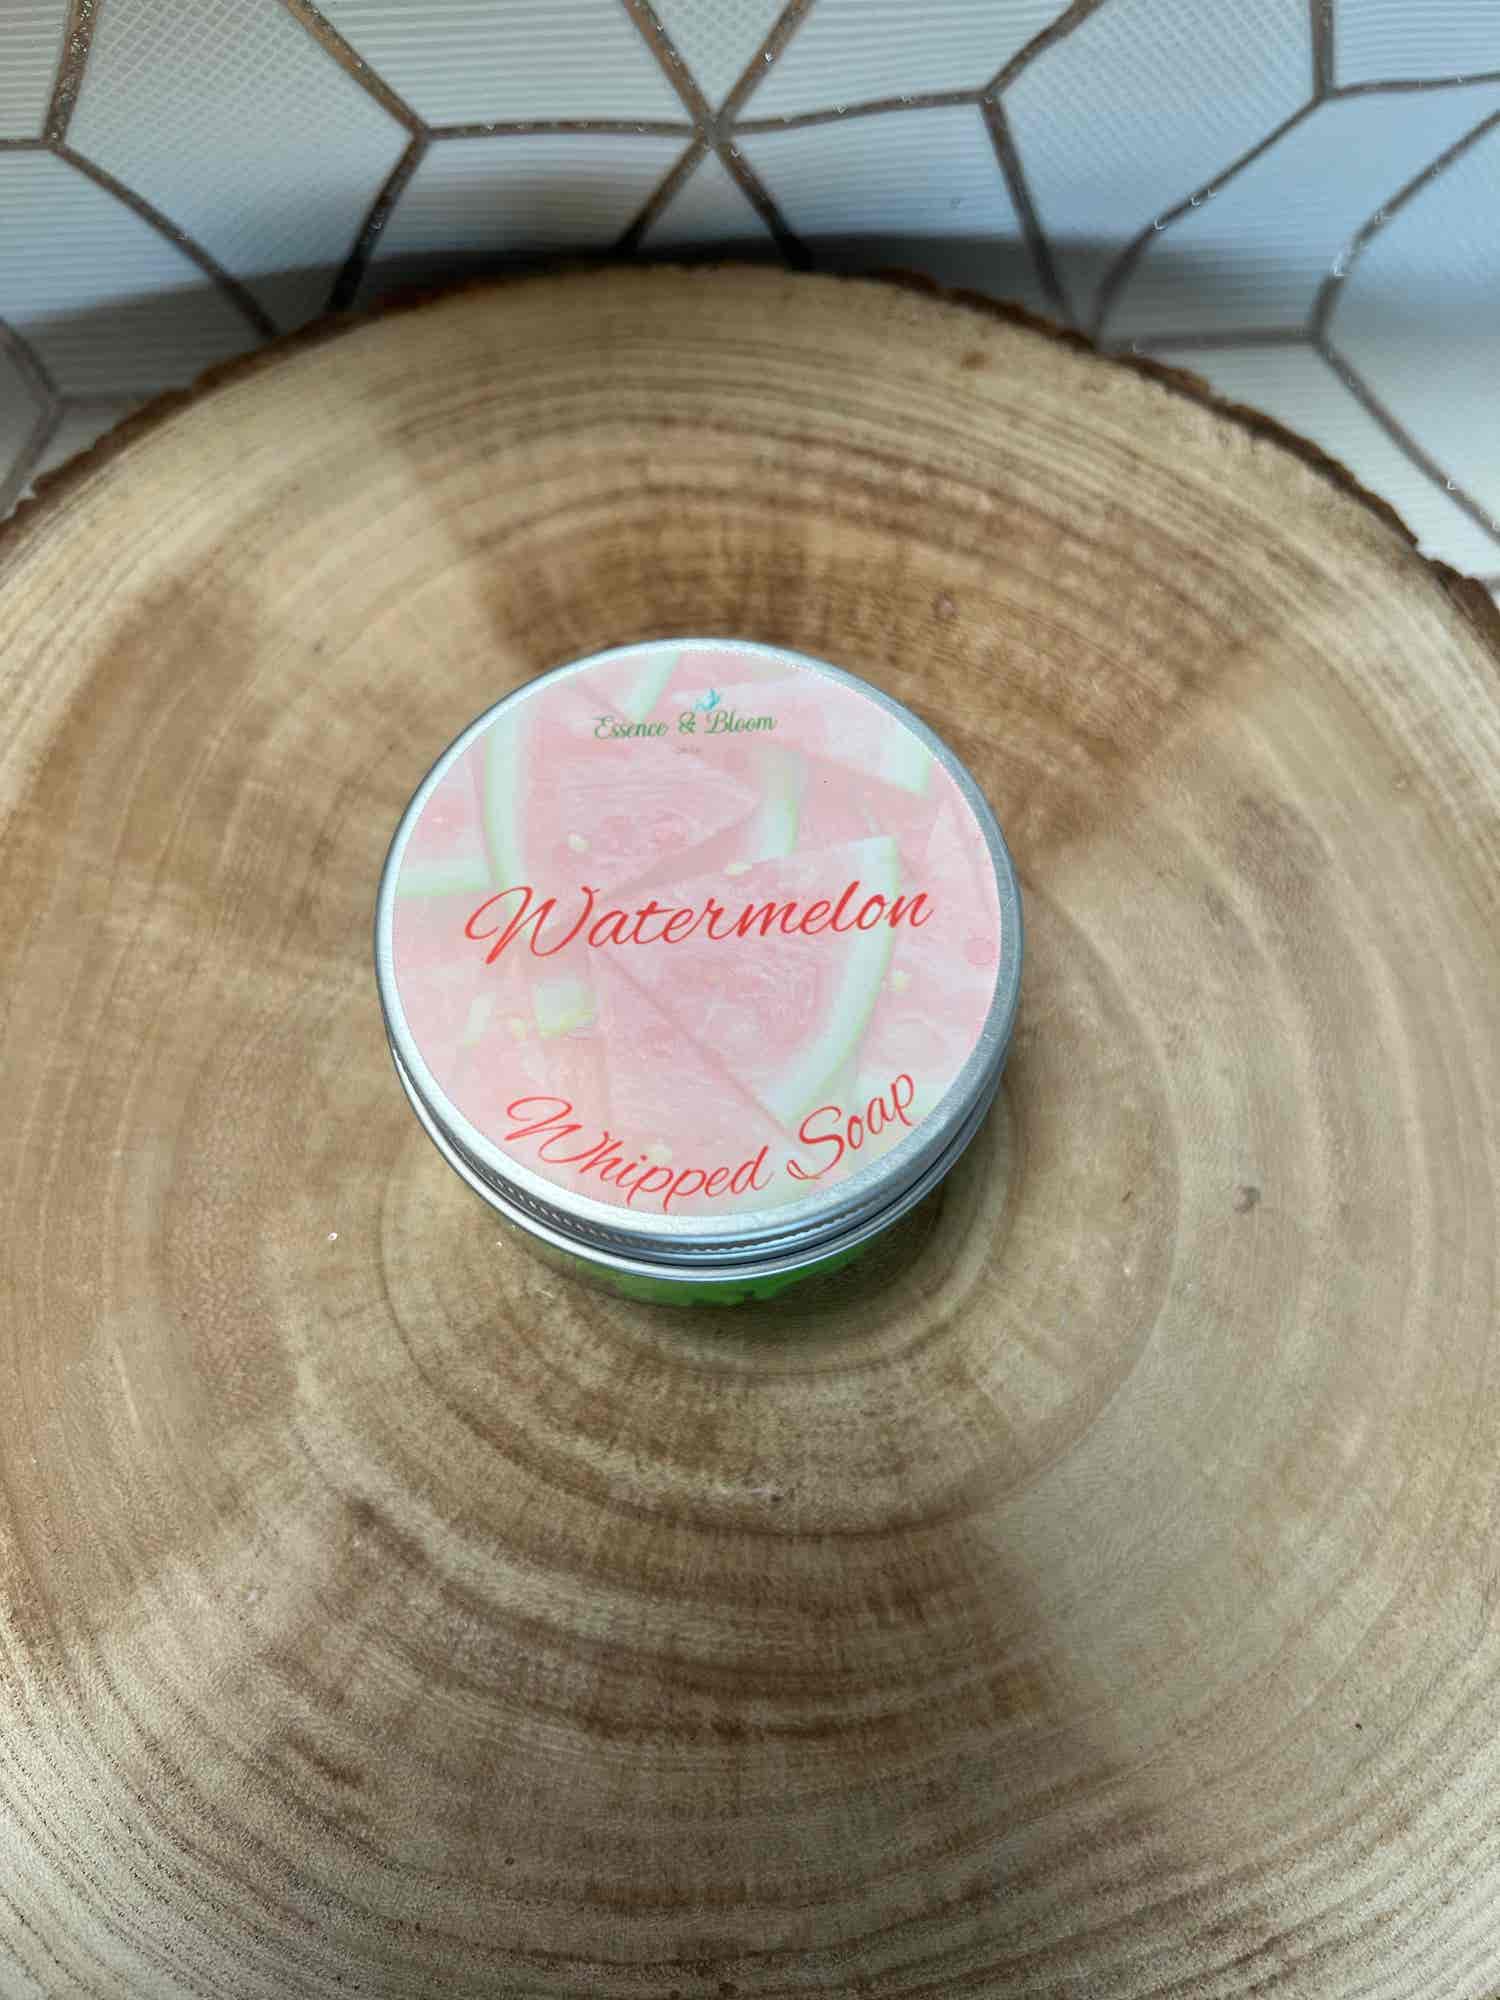 Essence & Bloom
Watermelon
Whipped Soap